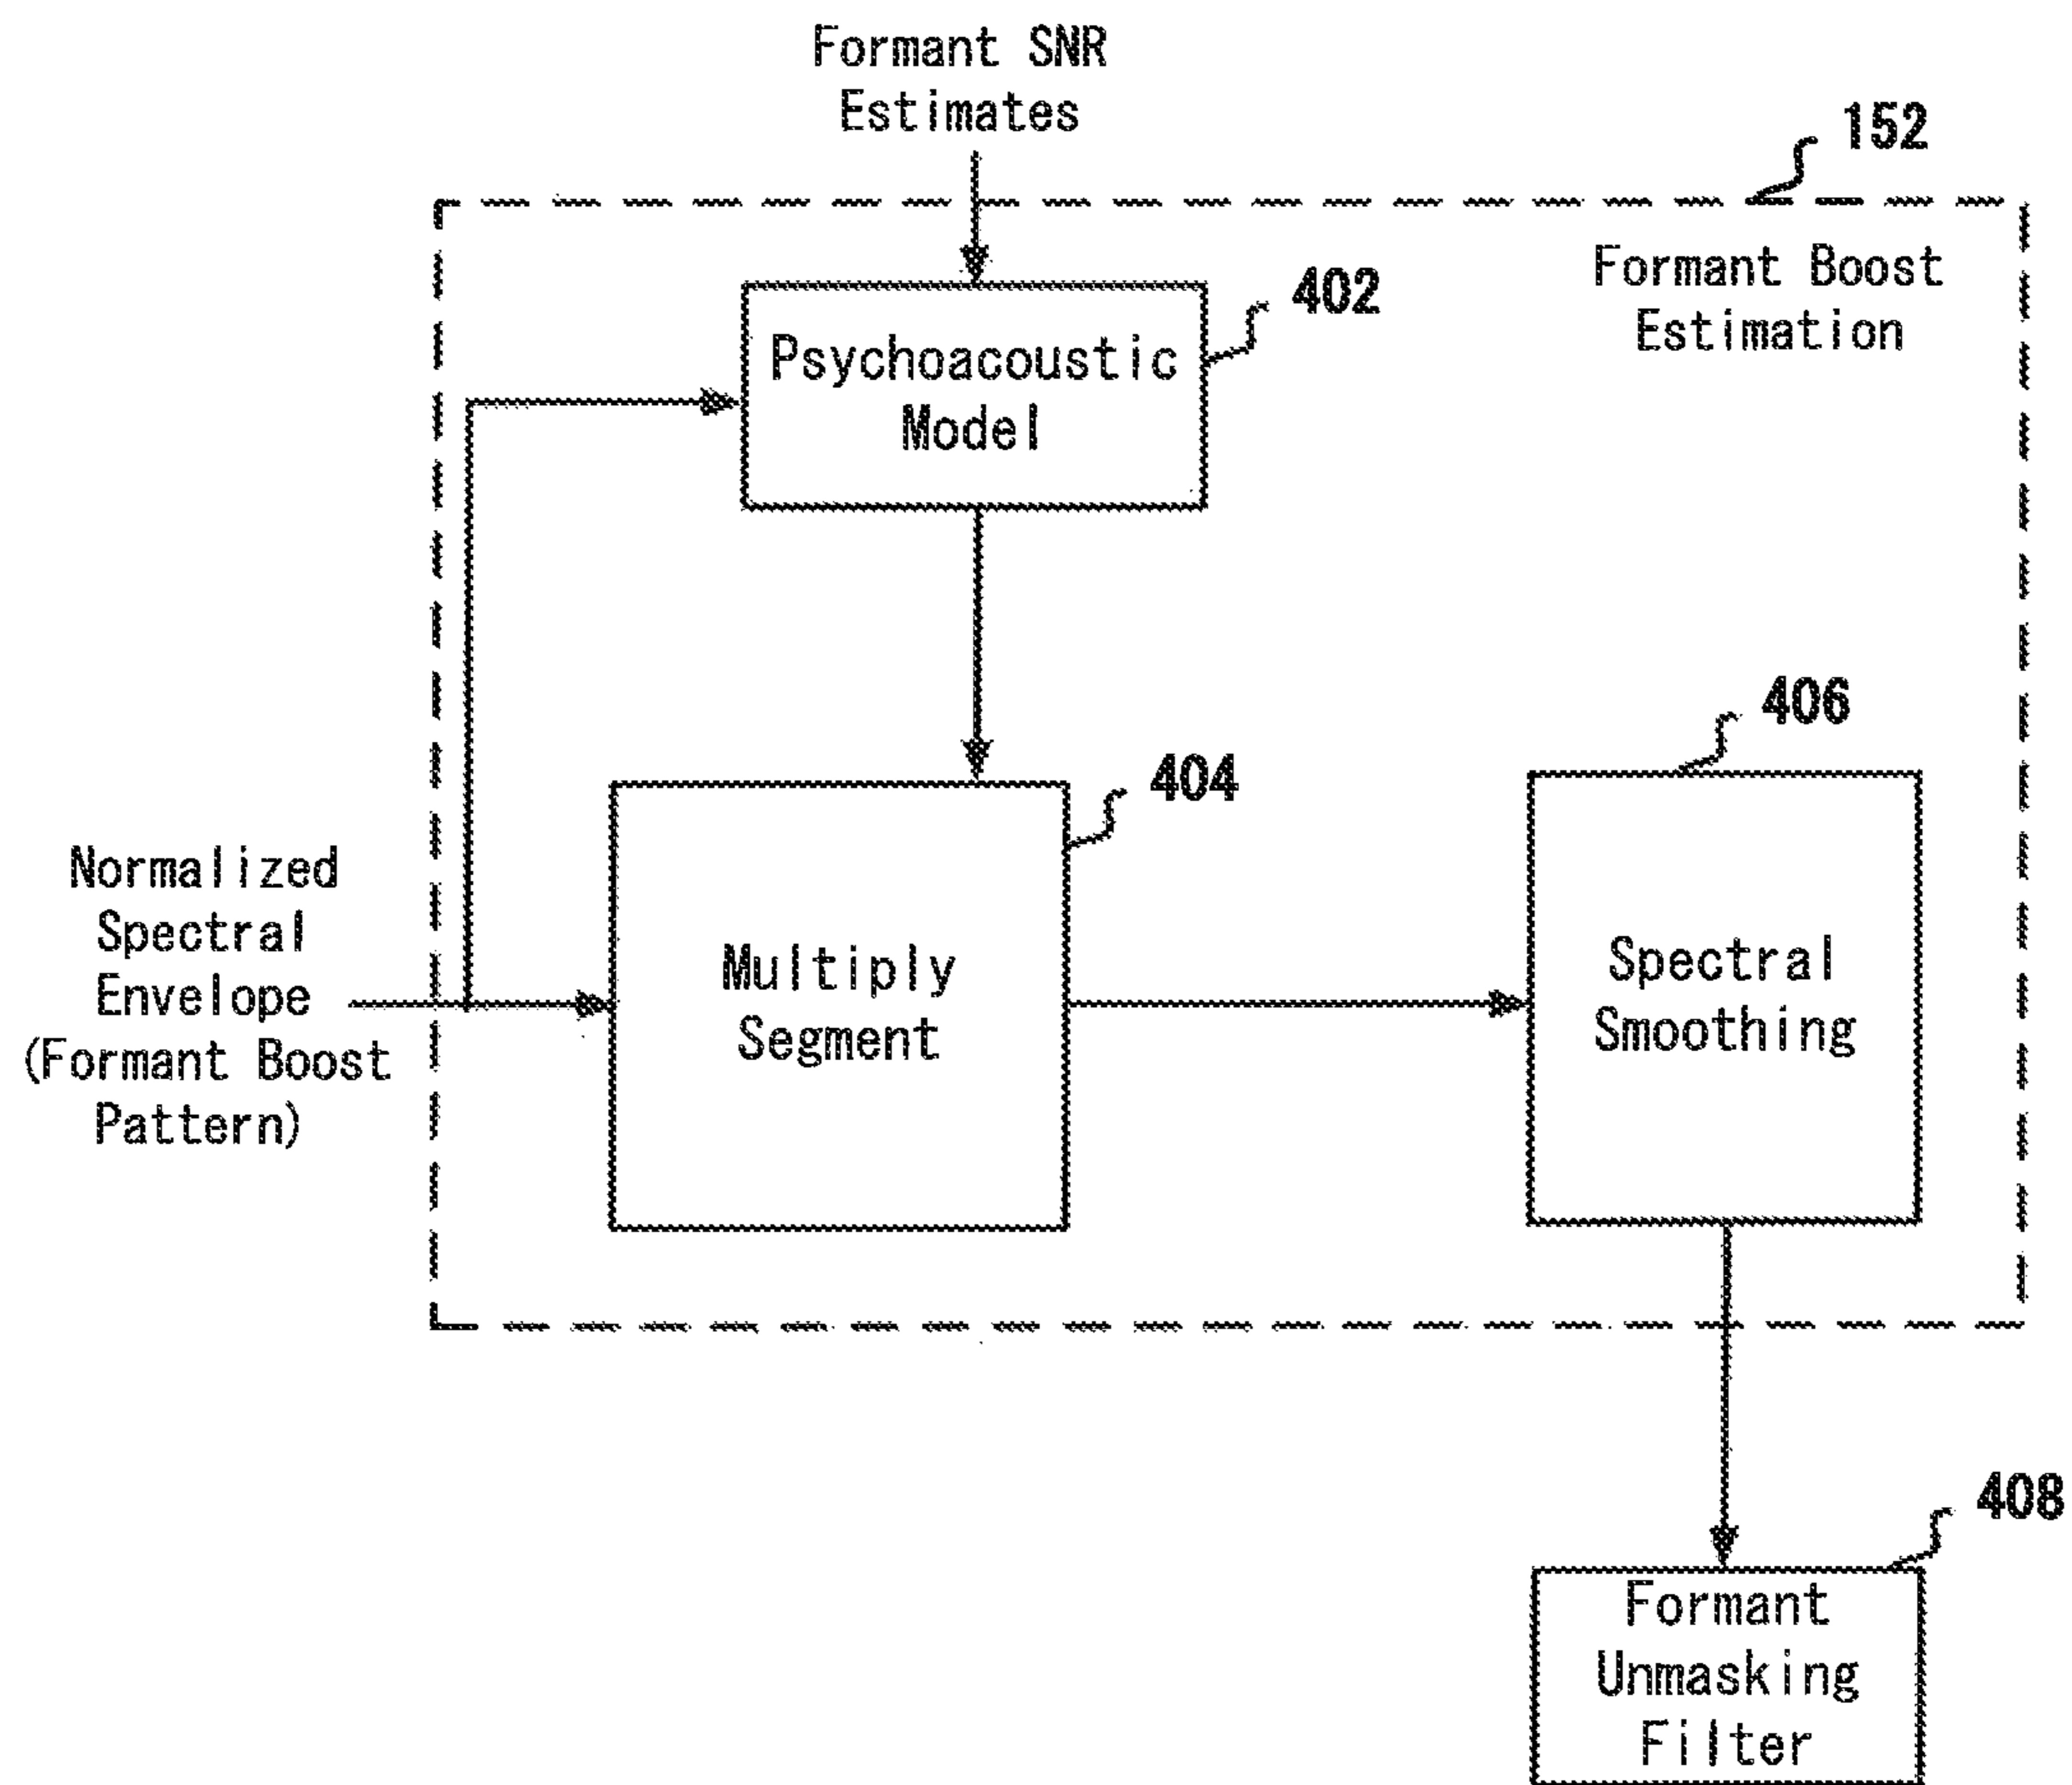 Formant SNR
Estimates
152
Formant Boost
Estimation
402
Psychoacoustic
Model
404
406
Normalized
Spectral
Envelope
(Formant Boost
Pattern)
Multiply
Segment
Spectral
Smoothing
408
Formant
Unmasking
Filter